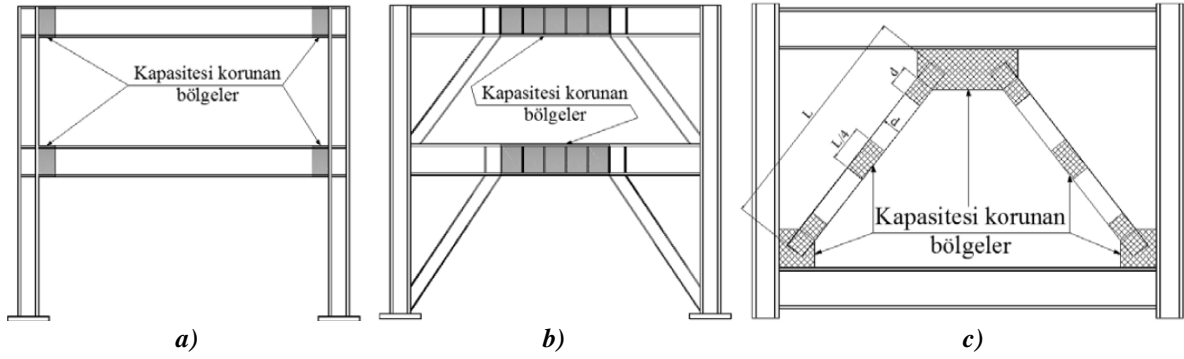 Kapasitesi korunan
bölgeler
a)
Kapasitesi korunan
bölgeler
b)
d
L
d
L/4
Kapasitesi korunan
bölgeler
c)